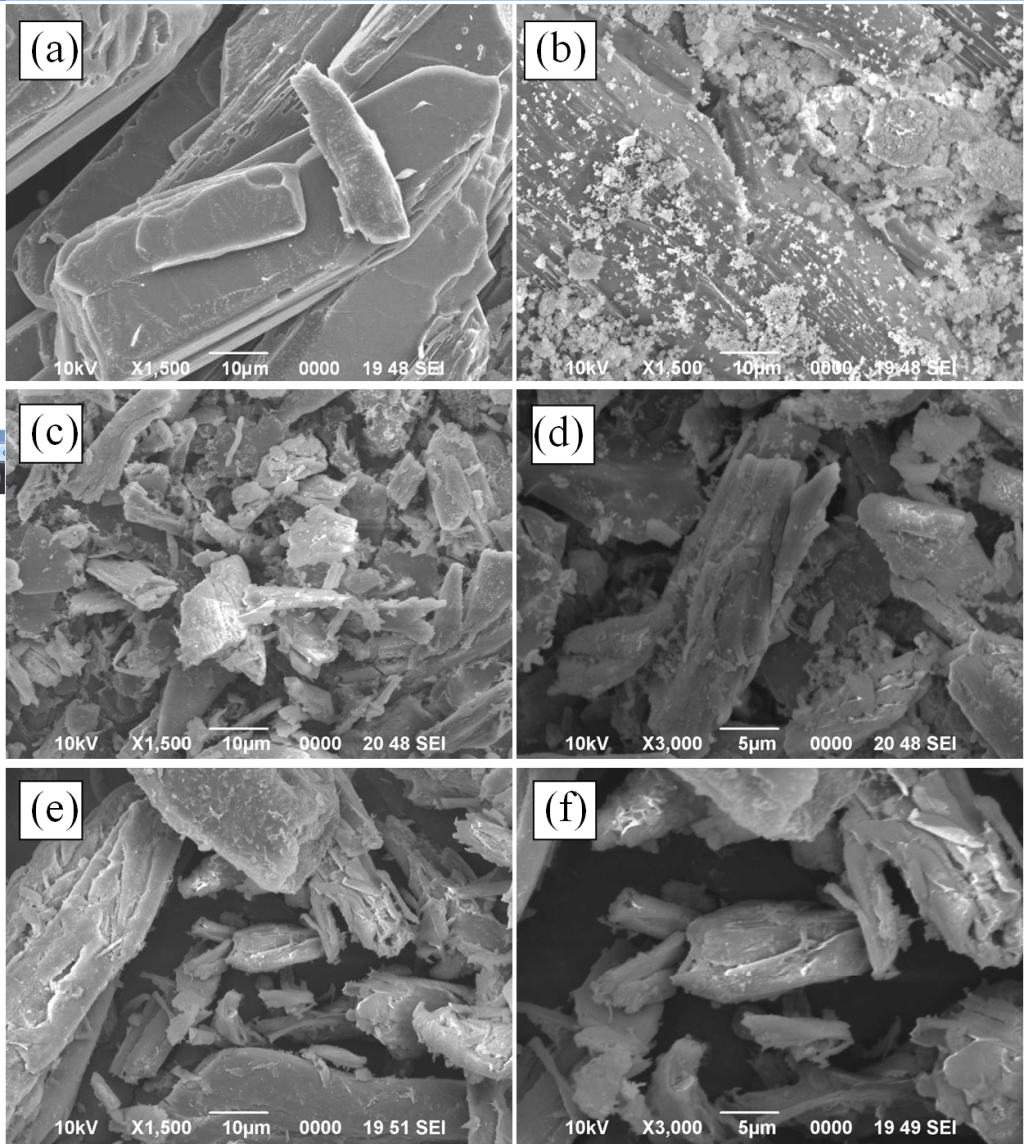 (a)
10kV X1,500 10μm 0000 19 48 SEI
(b)
10kV X1,500 10μm 0000 19 48 SEI
(c)
10kV X1,500 10μm 0000 20 48 SEI
(d)
10kV X3,000 5μm 0000 20 48 SEI
(e)
10kV X1,500 10μm 0000 19 51 SEI
(f)
10kV X3,000 5μm 0000 19 49 SEI